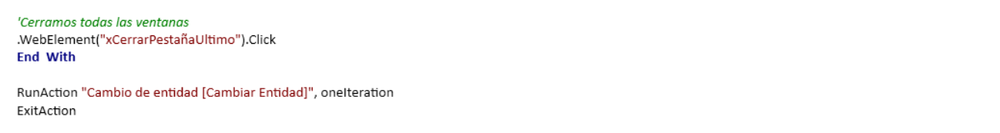 'Cerramos todas las ventanas
.WebElement("xCerrarPestañaUltimo").Click
End With
RunAction "Cambio de entidad [Cambiar Entidad]", oneIteration
ExitAction